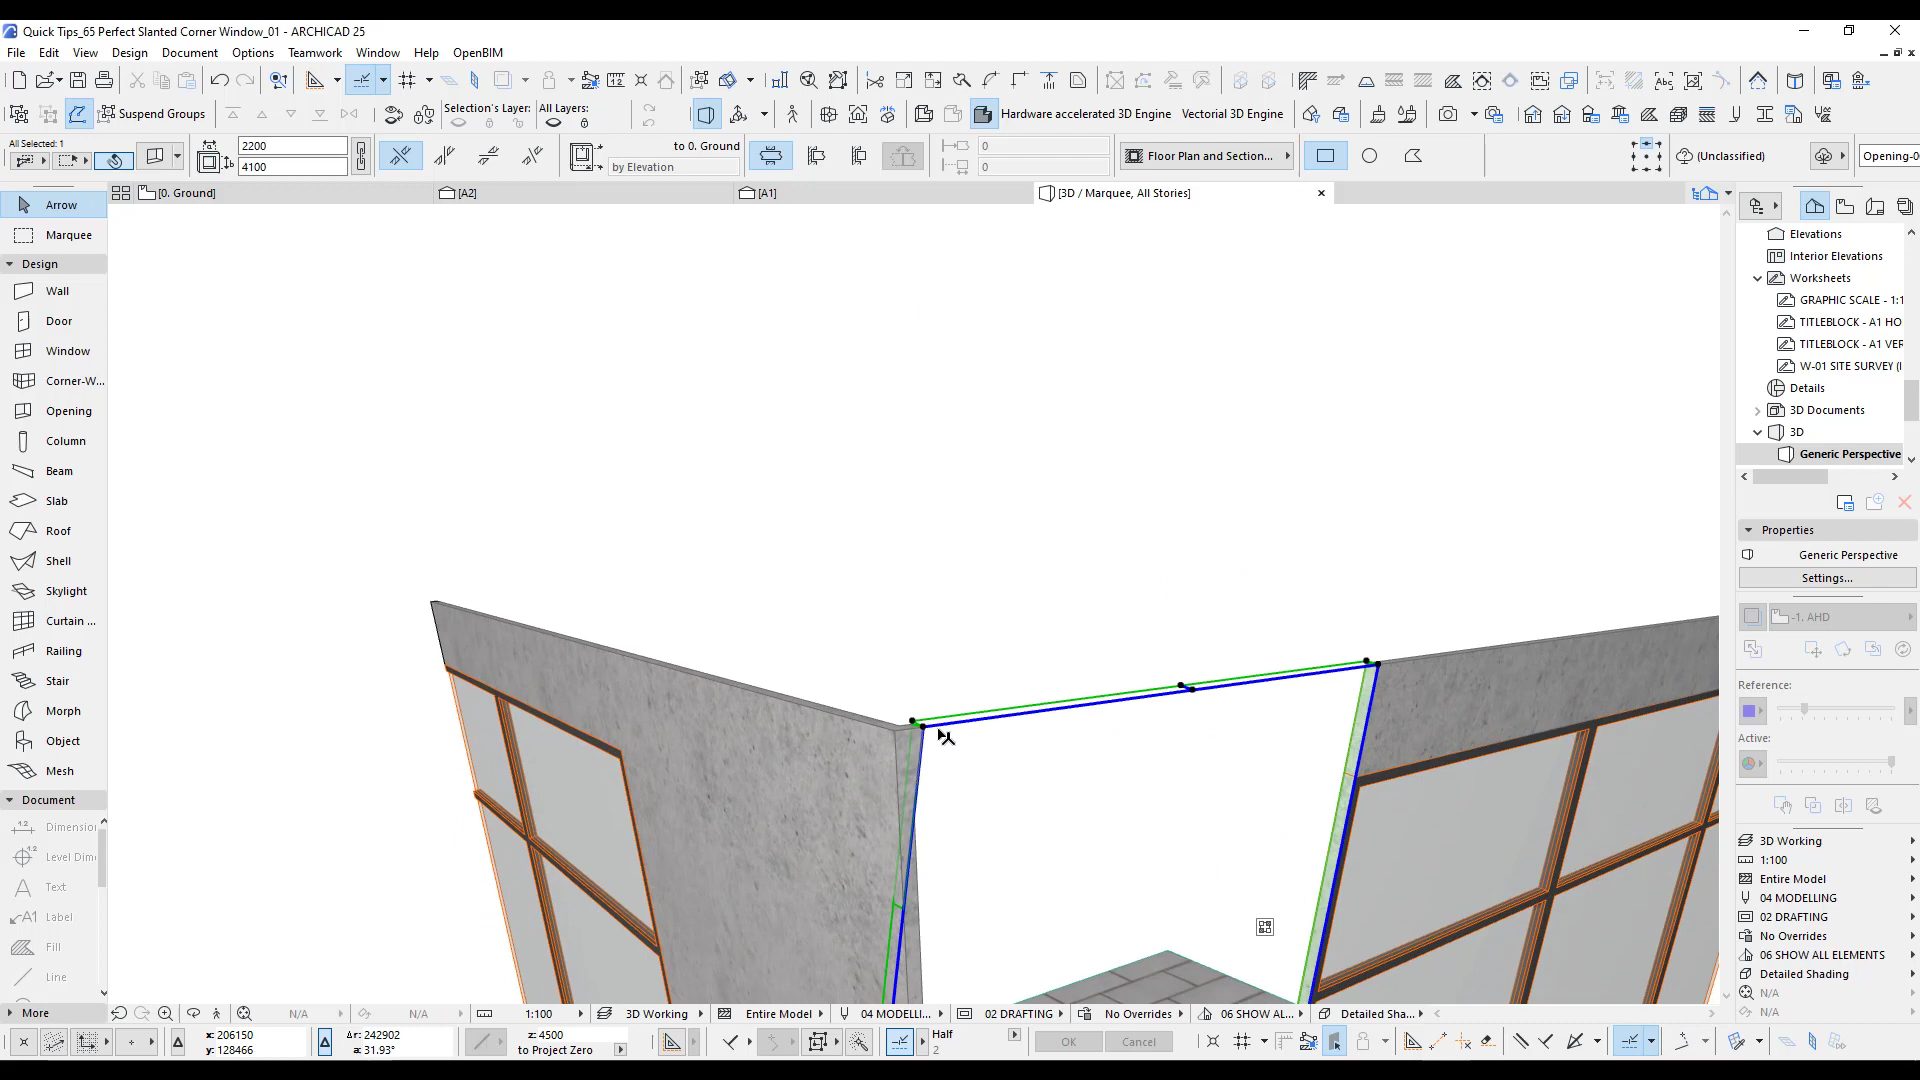 Quick Tips_65 Perfect Slanted Corner Window_01 - ARCHICAD 25
File Edit View Design Document Options Teamwork Window Help OpenBIM
Suspend Groups
Selection's Layer:
All Layers:
Hardware accelerated 3D Engine
Vectorial 3D Engine
All Selected: 1
2200
4100
to 0. Ground
by Elevation
0
0
Floor Plan and Section...
(Unclassified)
Opening-0
[0. Ground]
[A2]
[A1]
[3D / Marquee, All Stories]
Arrow
Marquee
Design
Wall
Door
Window
Corner-W...
Opening
Column
Beam
Slab
Roof
Shell
Skylight
Curtain ...
Railing
Stair
Morph
Object
Mesh
Document
Dimension
Level Dime
Text
Label
Fill
Line
More
Elevations
Interior Elevations
Worksheets
GRAPHIC SCALE - 1:1
TITLEBLOCK - A1 HO
TITLEBLOCK - A1 VER
W-01 SITE SURVEY (I
Details
3D Documents
3D
Generic Perspective
Properties
Generic Perspective
Settings...
-1. AHD
Reference:
Active:
3D Working
1:100
Entire Model
04 MODELLING
02 DRAFTING
No Overrides
06 SHOW ALL ELEMENTS
Detailed Shading
N/A
N/A
N/A
N/A
1:100
3D Working
Entire Model
04 MODELLI...
02 DRAFTING
No Overrides
06 SHOW AL...
Detailed Sha...
x: 206150
y: 128466
Δr: 242902
a: 31.93°
z: 4500
to Project Zero
Half
2
OK
Cancel